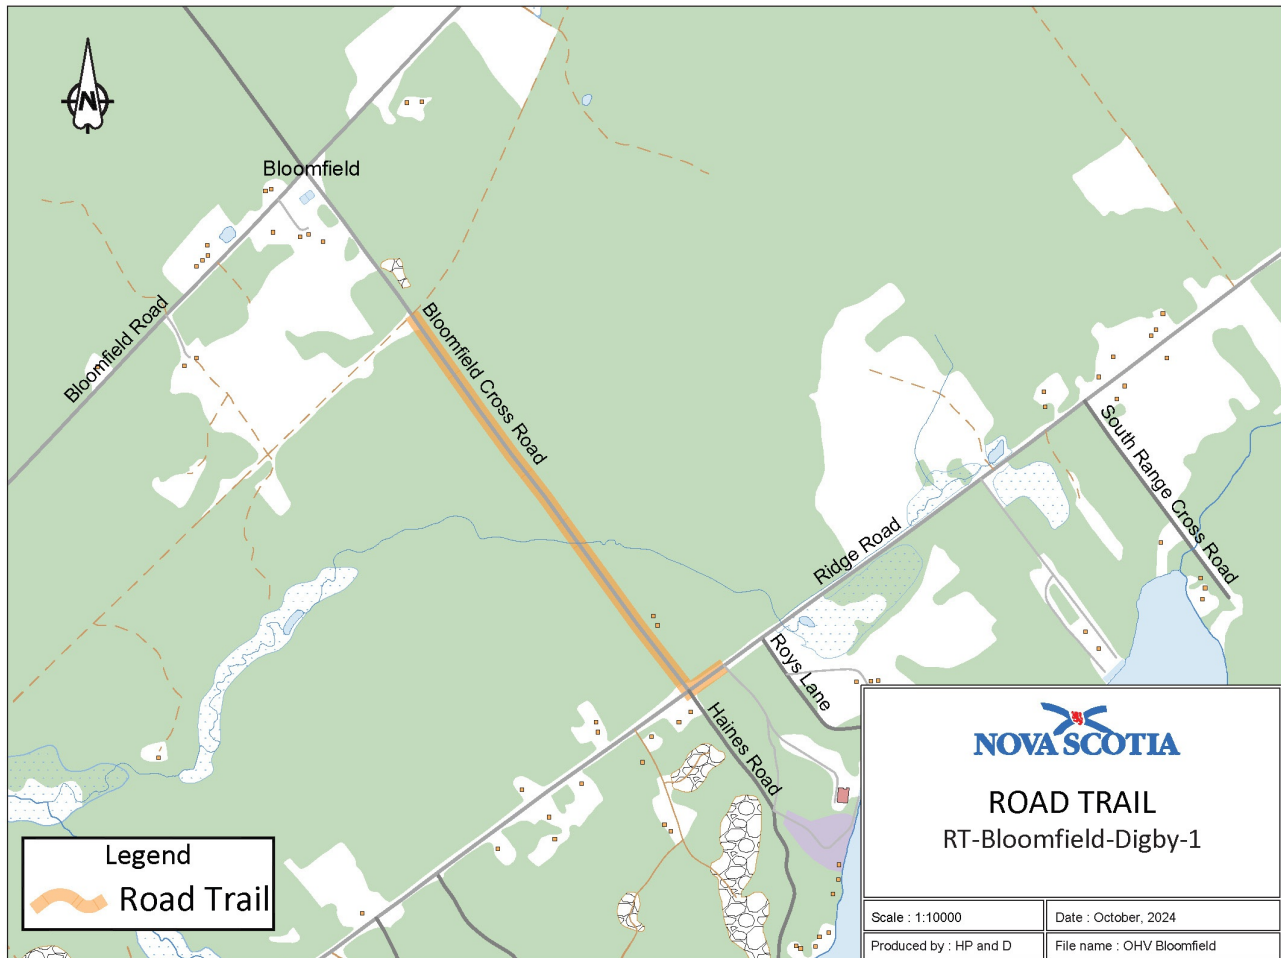 N
Bloomfield
Bloomfield Road
Bloomfield Cross Road
South Range Cross Road
Ridge Road
Roys Lane
Haines Road
NOVA SCOTIA
ROAD TRAIL
RT-Bloomfield-Digby-1
Legend
Road Trail
Scale : 1:10000
Date : October, 2024
Produced by : HP and D
File name : OHV Bloomfield